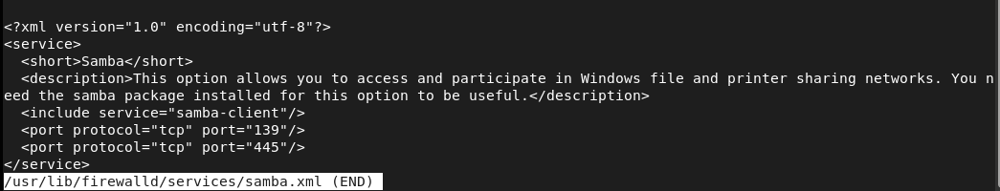 <?xml version="1.0" encoding="utf-8"?>
<service>
  <short>Samba</short>
  <description>This option allows you to access and participate in Windows file and printer sharing networks. You n
eed the samba package installed for this option to be useful.</description>
  <include service="samba-client"/>
  <port protocol="tcp" port="139"/>
  <port protocol="tcp" port="445"/>
</service>
/usr/lib/firewalld/services/samba.xml (END)